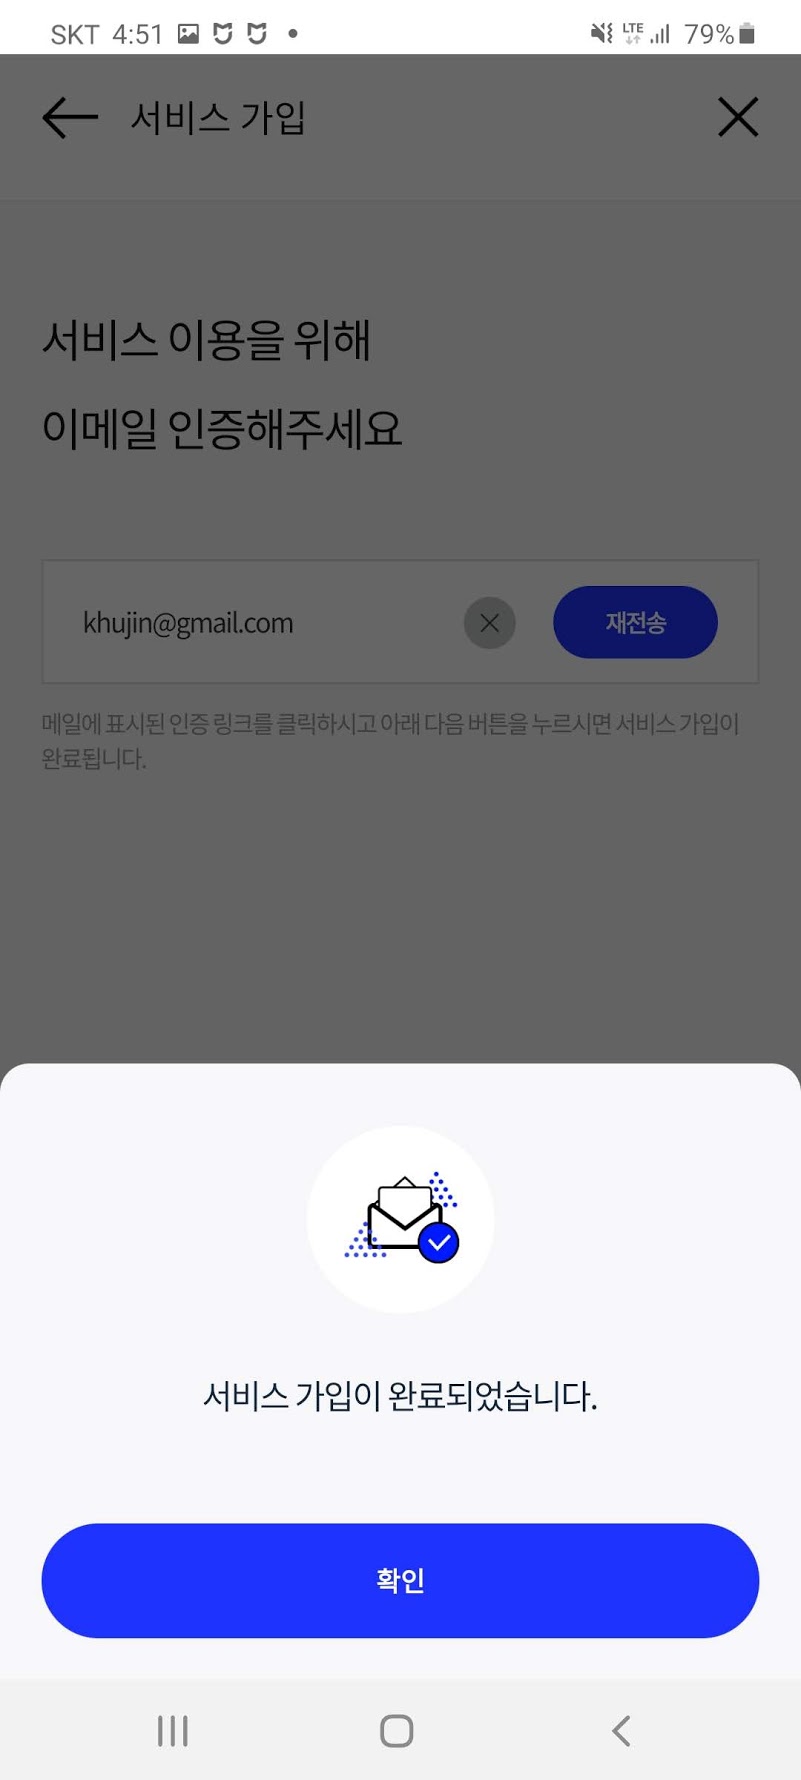 SKT 4:51
LTE 79%
서비스 가입
서비스 이용을 위해
이메일 인증해주세요
khujin@gmail.com
재전송
메일에 표시된 인증 링크를 클릭하시고 아래 다음 버튼을 누르시면 서비스 가입이
완료됩니다.
서비스 가입이 완료되었습니다.
확인